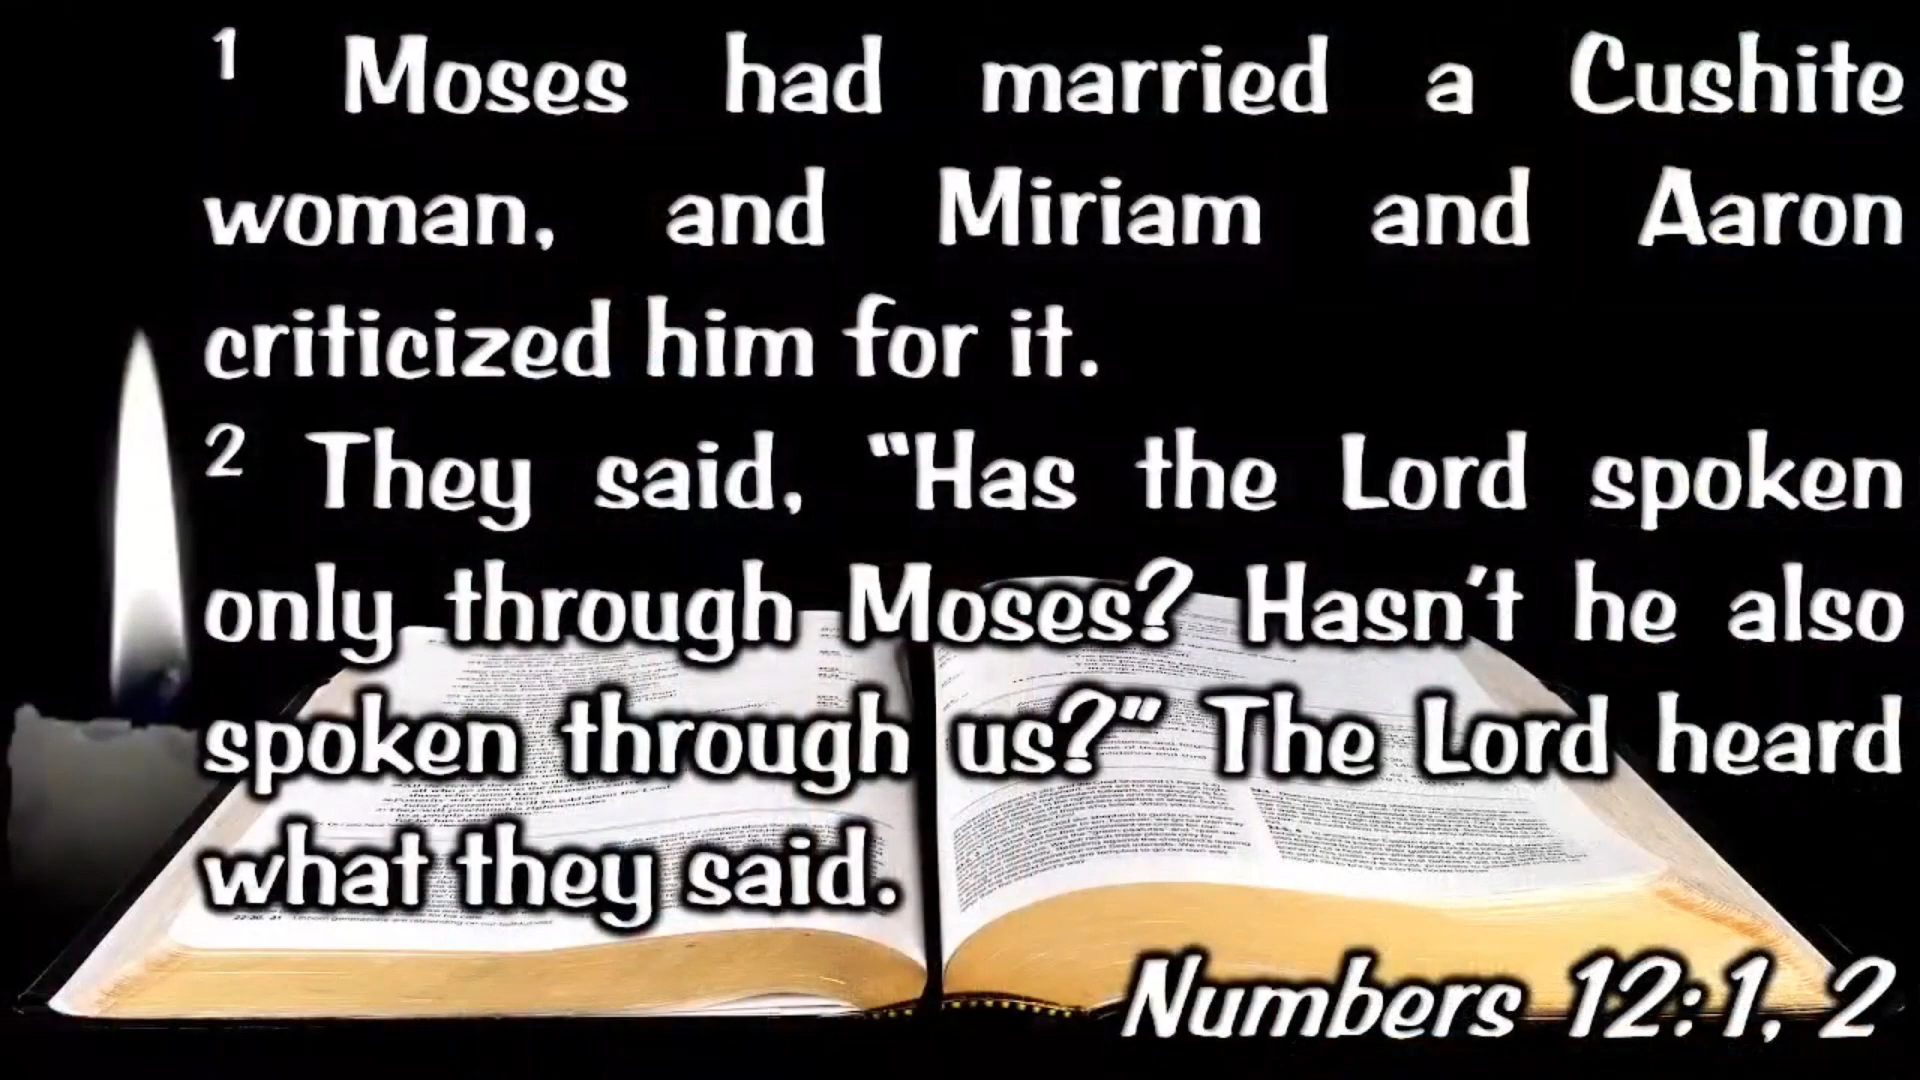 1 Moses had married a Cushite
woman, and Miriam and Aaron
criticized him for it.
2 They said, “Has the Lord spoken
only through Moses? Hasn't he also
spoken through us?” The Lord heard
what they said.
Numbers 12:1, 2